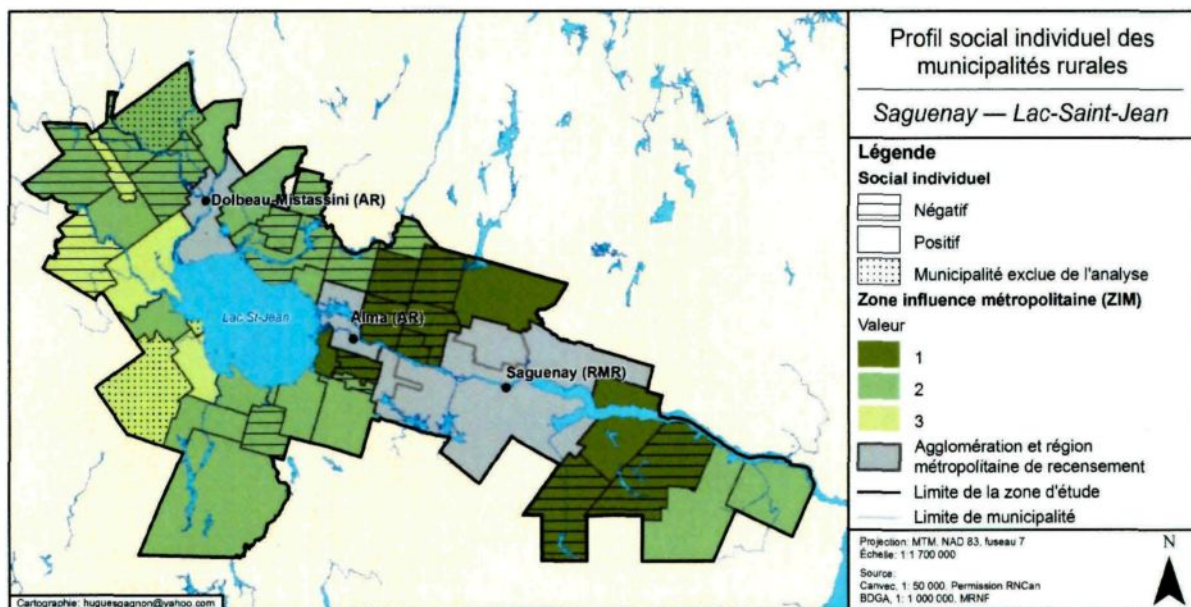 Profil social individuel des
municipalités rurales
Saguenay — Lac-Saint-Jean
Légende
Social individuel
Négatif
Positif
Municipalité exclue de l'analyse
Zone influence métropolitaine (ZIM)
Valeur
1
2
3
Agglomération et région
métropolitaine de recensement
Limite de la zone d'étude
Limite de municipalité
Projection: MTM, NAD 83, fuseau 7
Échelle: 1:1 700 000
Source:
Canvec, 1: 50 000, Permission RNCan
BDGA, 1: 1 000 000, MRNF
N
Dolbeau-Mistassini (AR)
Lac St-Jean
Alma (AR)
Saguenay (RMR)
Cartographie: huguesgagnon@yahoo.com